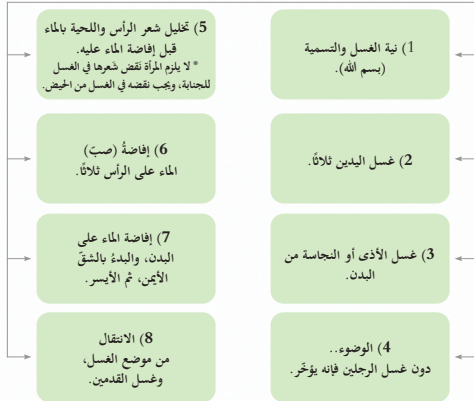 1) نية الغسل والتسمية
(بسم الله).
2) غسل اليدين ثلاثًا.
3) غسل الأذى أو النجاسة من
البدن.
4) الوضوء..
دون غسل الرجلين فإنه يؤخّر.
5) تخليل شعر الرأس واللحية بالماء
قبل إفاضة الماء عليه.
* لا يلزم المرأة نَقض شَعرها في الغسل
للجنابة، ويجب نقضه في الغسل من الحيض.
6) إفاضةُ (صبّ)
الماء على الرأس ثلاثًا.
7) إفاضة الماء على
البدن، والبدءُ بالشقّ
الأيمن، ثم الأيسر.
8) الانتقال
من موضع الغسل،
وغسل القدمين.